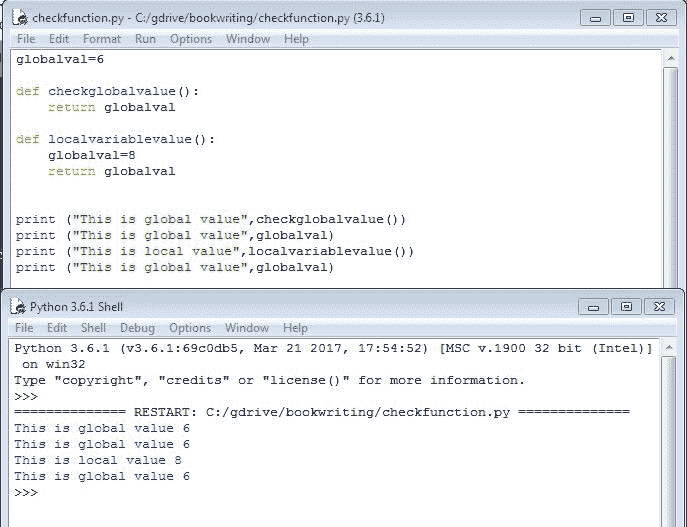 checkfunction.py - C:/gdrive/bookwriting/checkfunction.py (3.6.1)
File Edit Format Run Options Window Help
globalval=6
def checkglobalvalue():
    return globalval
def localvariablevalue():
    globalval=8
    return globalval
print ("This is global value",checkglobalvalue())
print ("This is global value",globalval)
print ("This is local value",localvariablevalue())
print ("This is global value",globalval)
Python 3.6.1 Shell
File Edit Shell Debug Options Window Help
Python 3.6.1 (v3.6.1:69c0db5, Mar 21 2017, 17:54:52) [MSC v.1900 32 bit (Intel)]
 on win32
Type "copyright", "credits" or "license()" for more information.
>>>
============== RESTART: C:/gdrive/bookwriting/checkfunction.py ==============
This is global value 6
This is global value 6
This is local value 8
This is global value 6
>>>